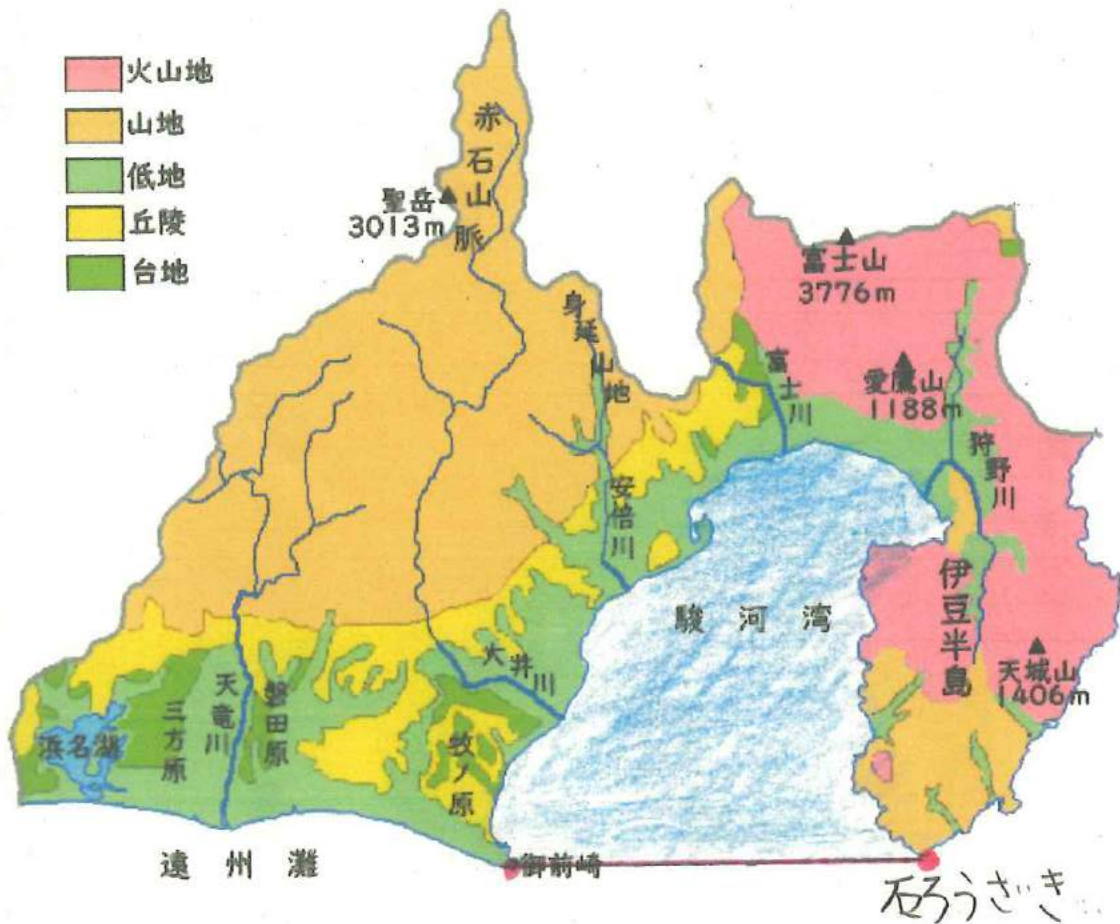 火山地
山地
低地
丘陵
台地
赤石山脈
聖岳
3013m
富士山
3776m
身延山地
富士川
愛鷹山
1188m
狩野川
安倍川
伊豆半島
駿河湾
天城山
1406m
大井川
天竜川
磐田原
三方原
浜名湖
牧ノ原
遠州灘
御前崎
石ろうざき